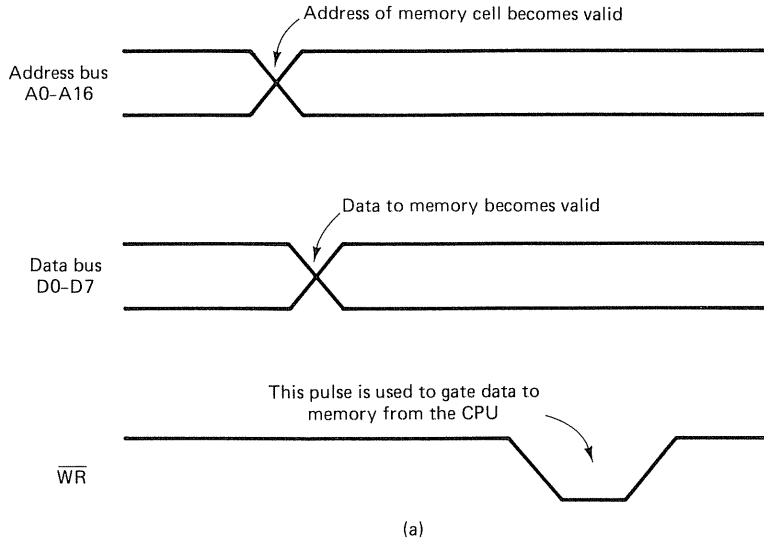 Address of memory cell becomes valid
Address bus
A0-A16
Data to memory becomes valid
Data bus
D0-D7
This pulse is used to gate data to
memory from the CPU
W̅R̅
(a)